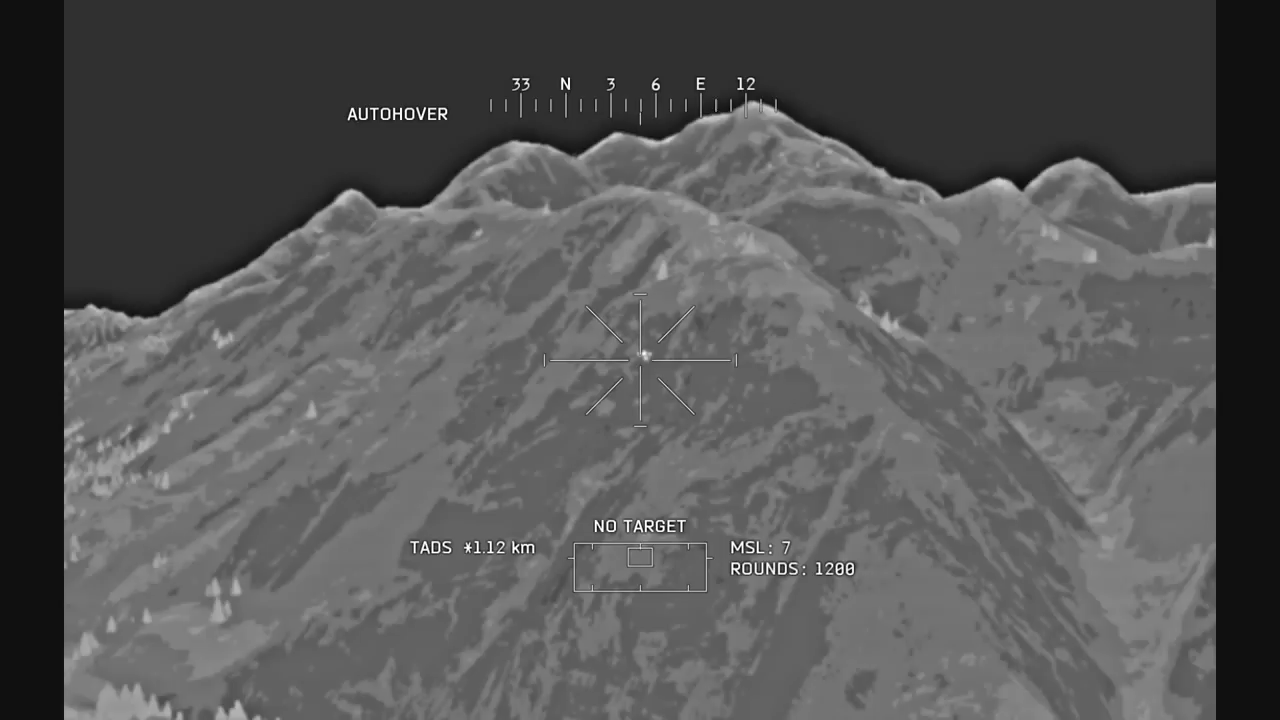 33 N 3 6 E 12
AUTOHOVER
NO TARGET
TADS *1.12 km
MSL: 7
ROUNDS: 1200